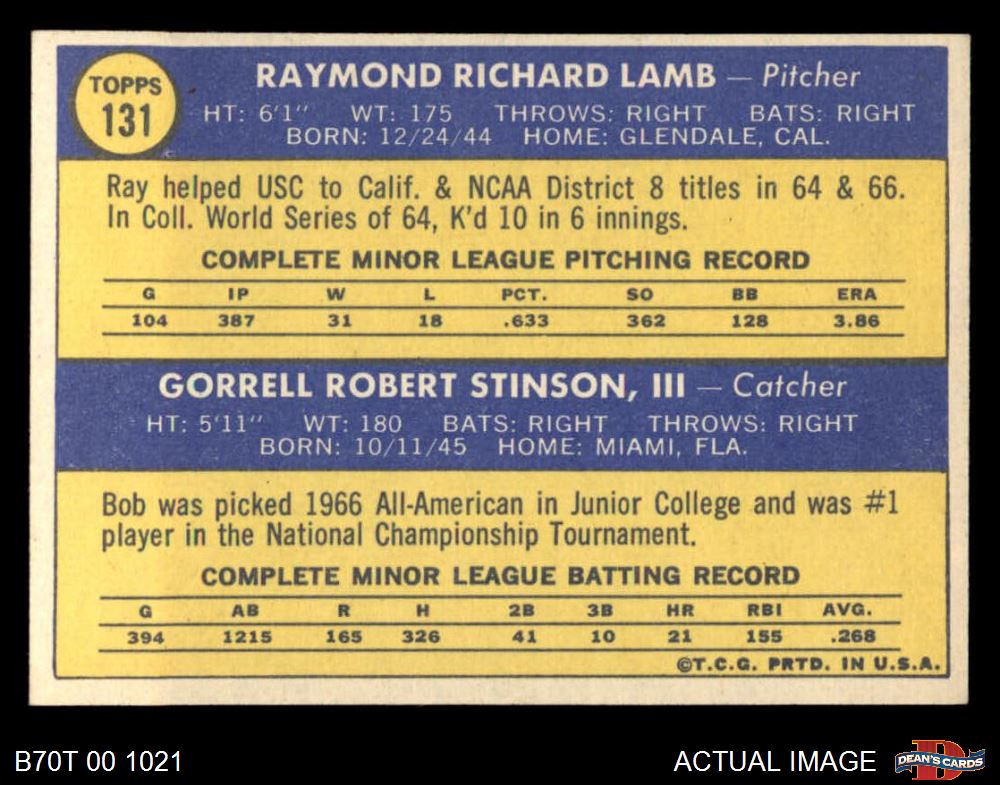 TOPPS
131
RAYMOND RICHARD LAMB — Pitcher
HT: 6'1" WT: 175 THROWS: RIGHT BATS: RIGHT
BORN: 12/24/44 HOME: GLENDALE, CAL.
Ray helped USC to Calif. & NCAA District 8 titles in 64 & 66.
In Coll. World Series of 64, K'd 10 in 6 innings.
COMPLETE MINOR LEAGUE PITCHING RECORD
G IP W L PCT. SO BB ERA
104 387 31 18 .633 362 128 3.86
GORRELL ROBERT STINSON, III — Catcher
HT: 5'11" WT: 180 BATS: RIGHT THROWS: RIGHT
BORN: 10/11/45 HOME: MIAMI, FLA.
Bob was picked 1966 All-American in Junior College and was #1
player in the National Championship Tournament.
COMPLETE MINOR LEAGUE BATTING RECORD
G AB R H 2B 3B HR RBI AVG.
394 1215 165 326 41 10 21 155 .268
©T.C.G. PRTD. IN U.S.A.
B70T 00 1021
ACTUAL IMAGE
D
DEAN'S CARDS